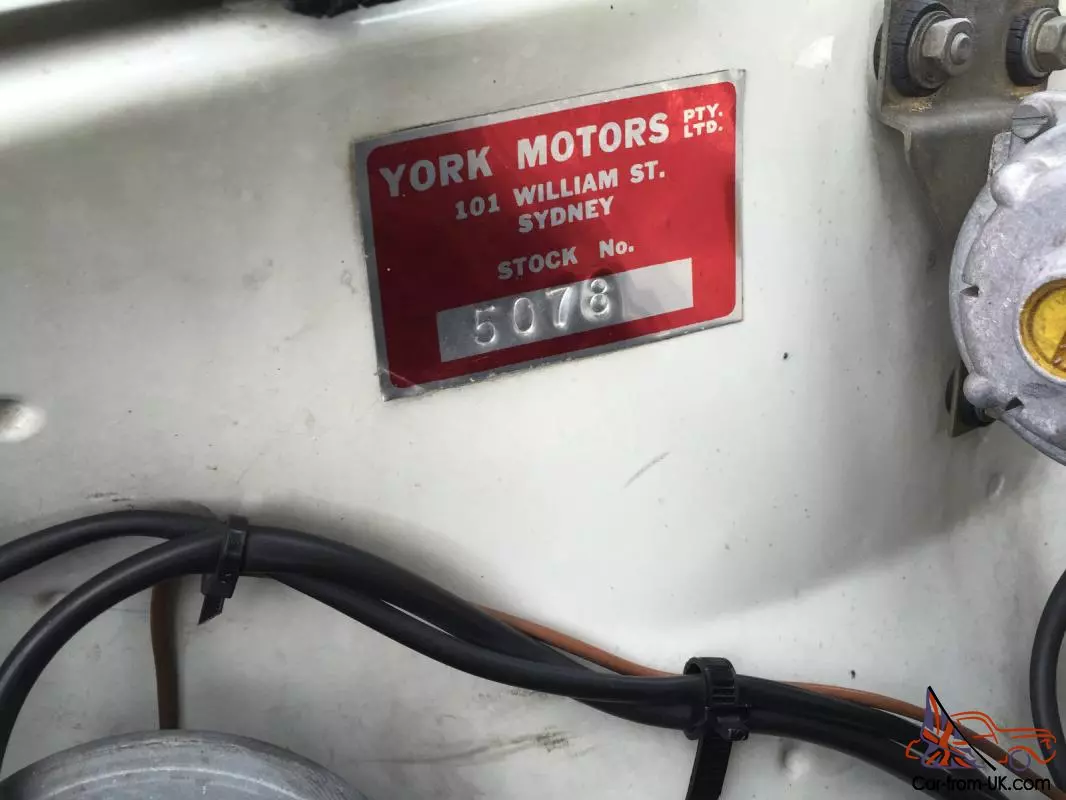 YORK MOTORS PTY. LTD.
101 WILLIAM ST.
SYDNEY
STOCK No.
5078
Car-from-UK.com